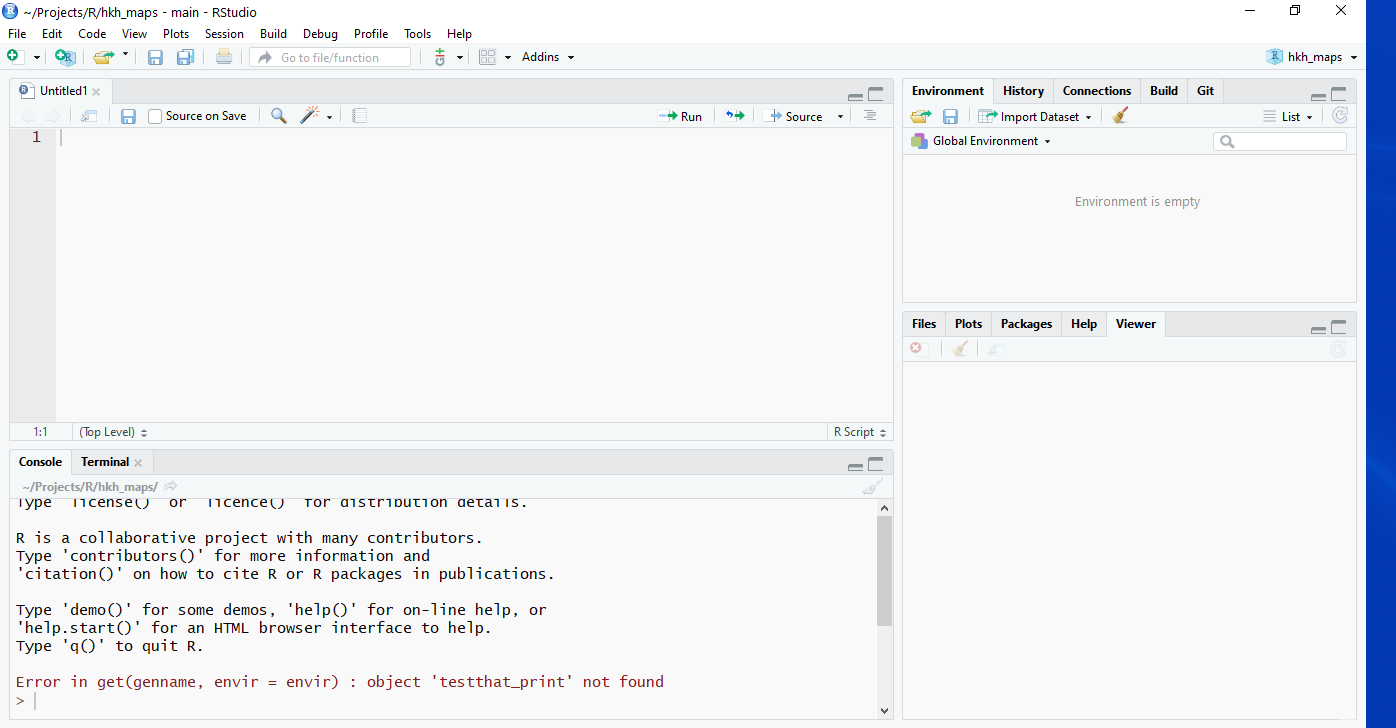 ~/Projects/R/hkh_maps - main - RStudio
File Edit Code View Plots Session Build Debug Profile Tools Help
Go to file/function Addins hkh_maps
Untitled1
Source on Save Run Source
1
1:1 (Top Level) R Script
Console Terminal
~/Projects/R/hkh_maps/
Type 'license()' or 'licence()' for distribution details.
R is a collaborative project with many contributors.
Type 'contributors()' for more information and
'citation()' on how to cite R or R packages in publications.
Type 'demo()' for some demos, 'help()' for on-line help, or
'help.start()' for an HTML browser interface to help.
Type 'q()' to quit R.
Error in get(genname, envir = envir) : object 'testthat_print' not found
>
Environment History Connections Build Git
Import Dataset List
Global Environment
Environment is empty
Files Plots Packages Help Viewer